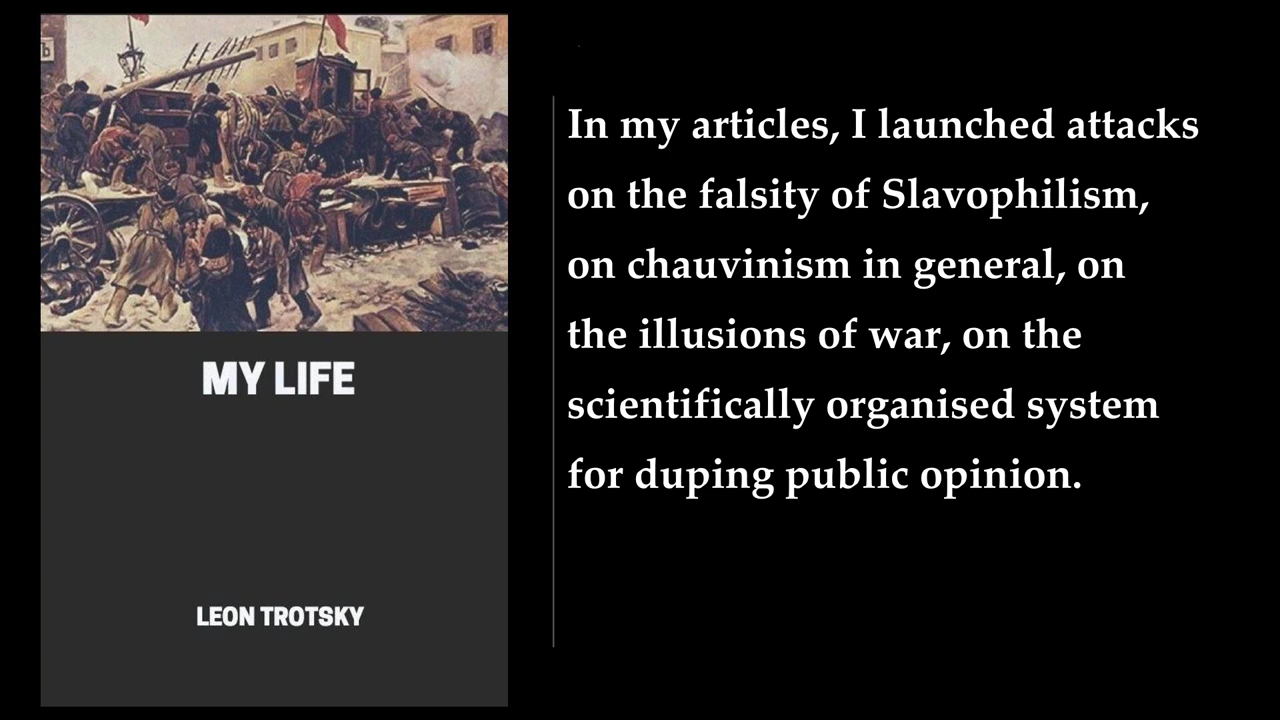 MY LIFE
LEON TROTSKY
In my articles, I launched attacks
on the falsity of Slavophilism,
on chauvinism in general, on
the illusions of war, on the
scientifically organised system
for duping public opinion.